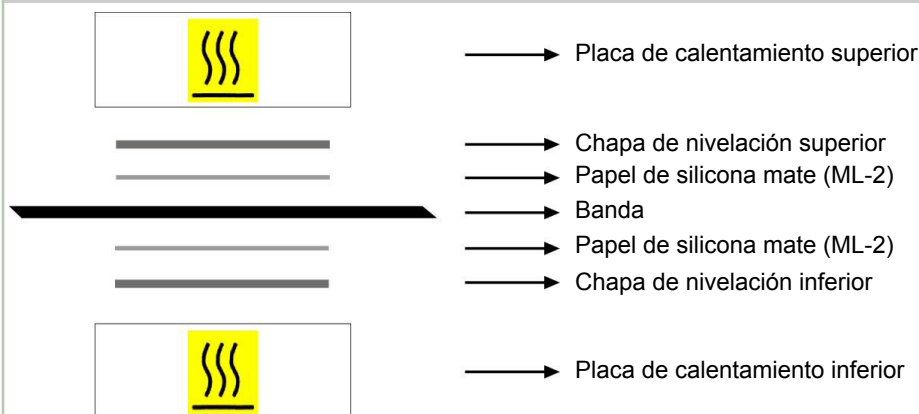 Placa de calentamiento superior
Chapa de nivelación superior
Papel de silicona mate (ML-2)
Banda
Papel de silicona mate (ML-2)
Chapa de nivelación inferior
Placa de calentamiento inferior